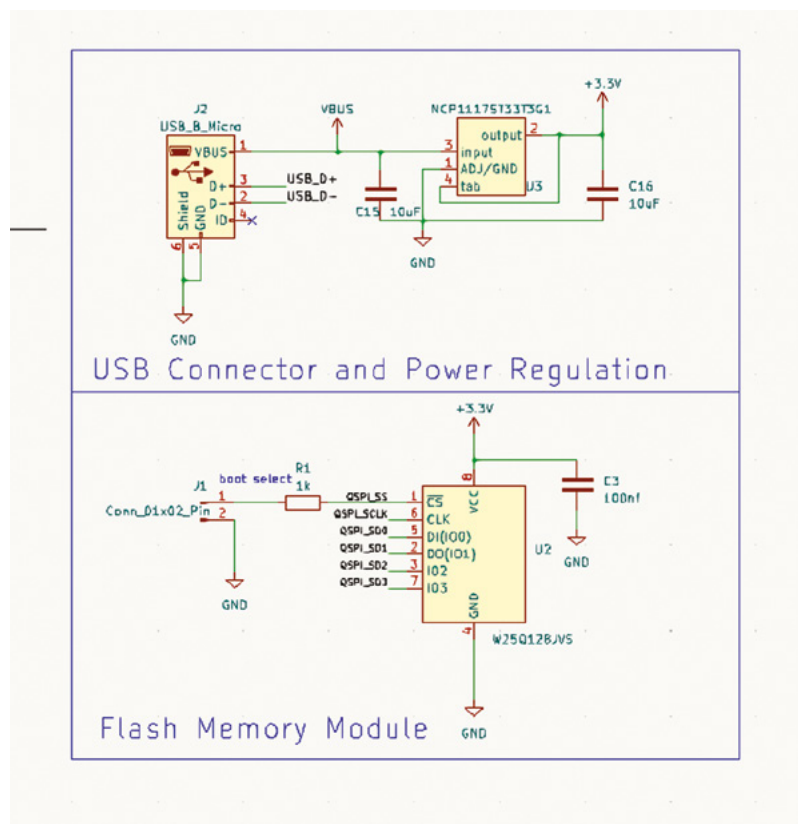 J2
USB_B_Micro
VBUS
1
D+
3
D-
2
ID
4
Shield
GND
6
5
GND
USB_D+
USB_D-
VBUS
C15 10uF
GND
NCP1117ST33T3G1
3
input
1
ADJ/GND
4
tab
output
2
U3
+3.3V
C16
10uF
USB Connector and Power Regulation
+3.3V
boot select
R1
1k
J1
1
Conn_01x02_Pin
2
GND
QSPI_SS
QSPI_SCLK
QSPI_SD0
QSPI_SD1
QSPI_SD2
QSPI_SD3
1
CS
6
CLK
5
DI(IO0)
2
DO(IO1)
3
IO2
7
IO3
8
VCC
GND
4
U2
W25Q128JVS
C3
100nf
GND
GND
Flash Memory Module